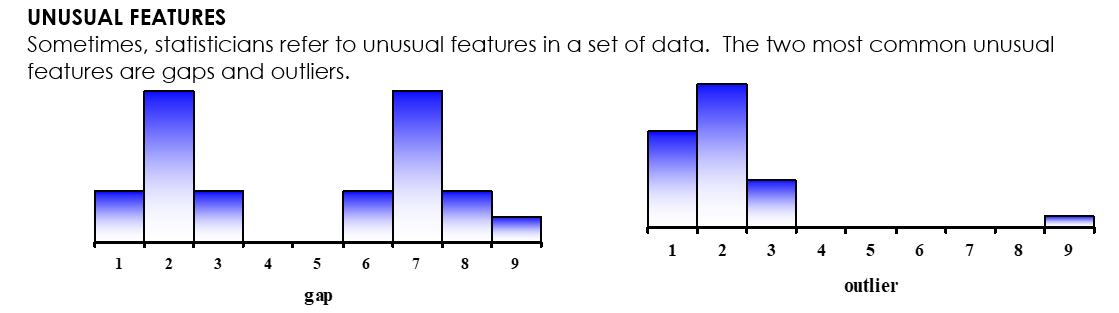 UNUSUAL FEATURES
Sometimes, statisticians refer to unusual features in a set of data. The two most common unusual
features are gaps and outliers.
1 2 3 4 5 6 7 8 9
gap
1 2 3 4 5 6 7 8 9
outlier